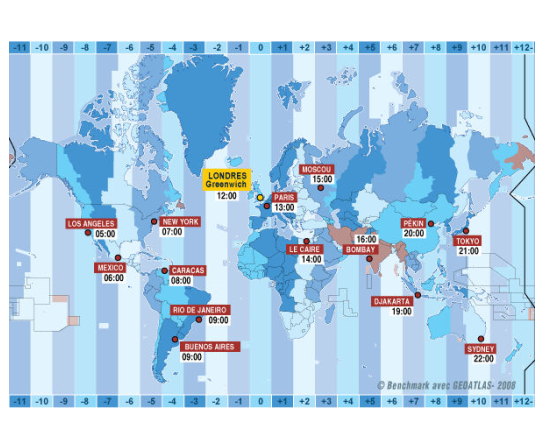 -11 -10 -9 -8 -7 -6 -5 -4 -3 -2 -1 0 +1 +2 +3 +4 +5 +6 +7 +8 +9 +10 +11 +12-
LONDRES
Greenwich
12:00
MOSCOU
15:00
PARIS
13:00
LOS ANGELES
05:00
NEW YORK
07:00
PÉKIN
20:00
TOKYO
21:00
LE CAIRE
14:00
16:00
BOMBAY
MEXICO
06:00
CARACAS
08:00
DJAKARTA
19:00
RIO DE JANEIRO
09:00
BUENOS AIRES
09:00
SYDNEY
22:00
© Benchmark avec GEOATLAS- 2008
-11 -10 -9 -8 -7 -6 -5 -4 -3 -2 -1 0 +1 +2 +3 +4 +5 +6 +7 +8 +9 +10 +11 +12-